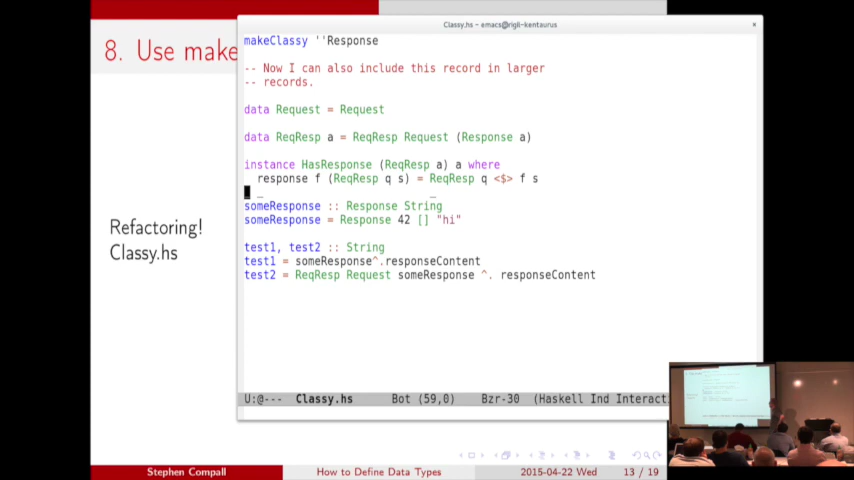 8. Use make
Refactoring!
Classy.hs
Classy.hs - emacs@rigil-kentaurus
makeClassy ''Response
-- Now I can also include this record in larger
-- records.
data Request = Request
data ReqResp a = ReqResp Request (Response a)
instance HasResponse (ReqResp a) a where
response f (ReqResp q s) = ReqResp q <$> f s
someResponse :: Response String
someResponse = Response 42 [] "hi"
test1, test2 :: String
test1 = someResponse^.responseContent
test2 = ReqResp Request someResponse ^. responseContent
U:@--- Classy.hs Bot (59,0) Bzr-30 (Haskell Ind Interacti
Stephen Compall How to Define Data Types 2015-04-22 Wed 13 / 19